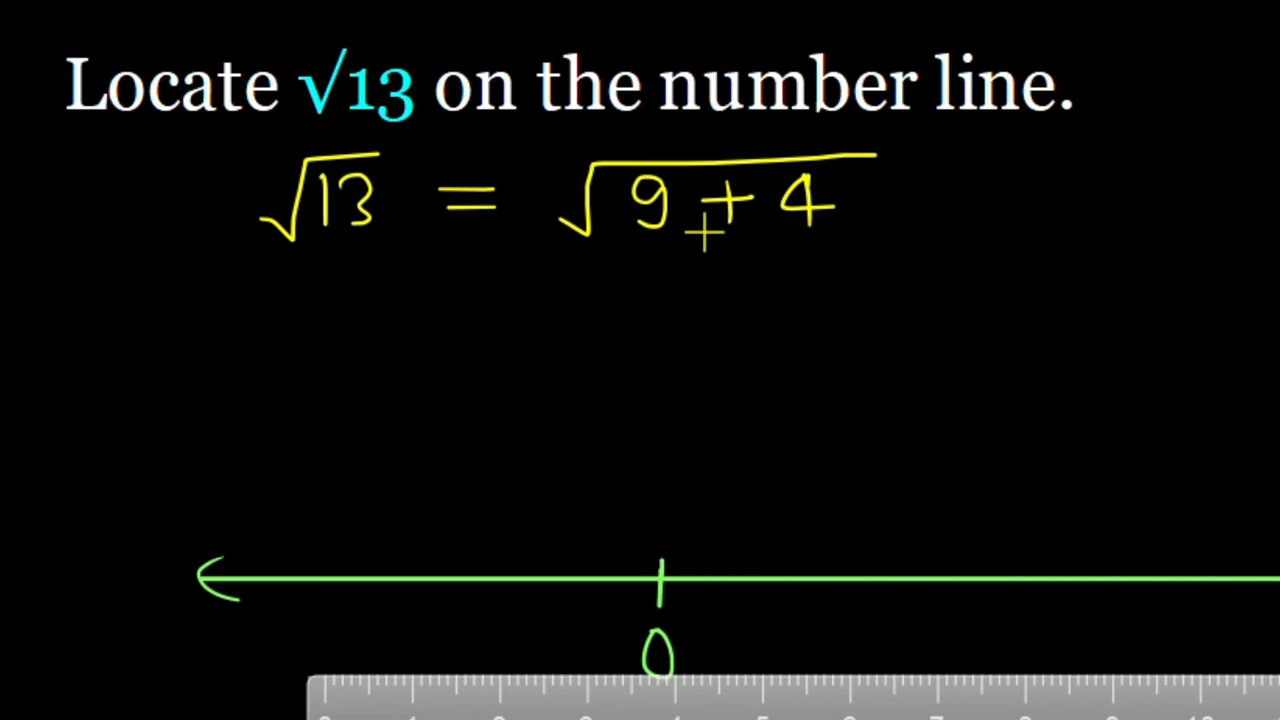 Locate √13 on the number line.
√13 = √9 + 4
0